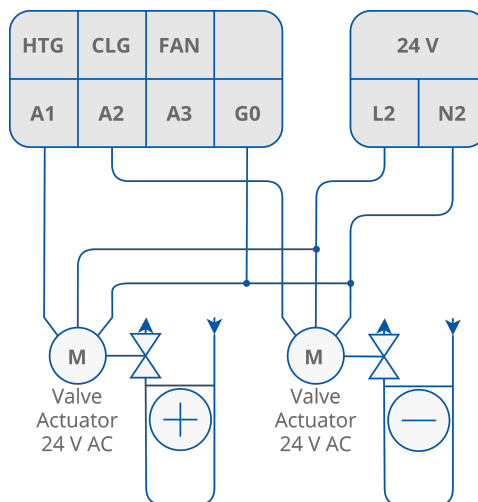 HTG CLG FAN 24 V
A1 A2 A3 G0 L2 N2
M M
Valve Valve
Actuator Actuator
24 V AC 24 V AC